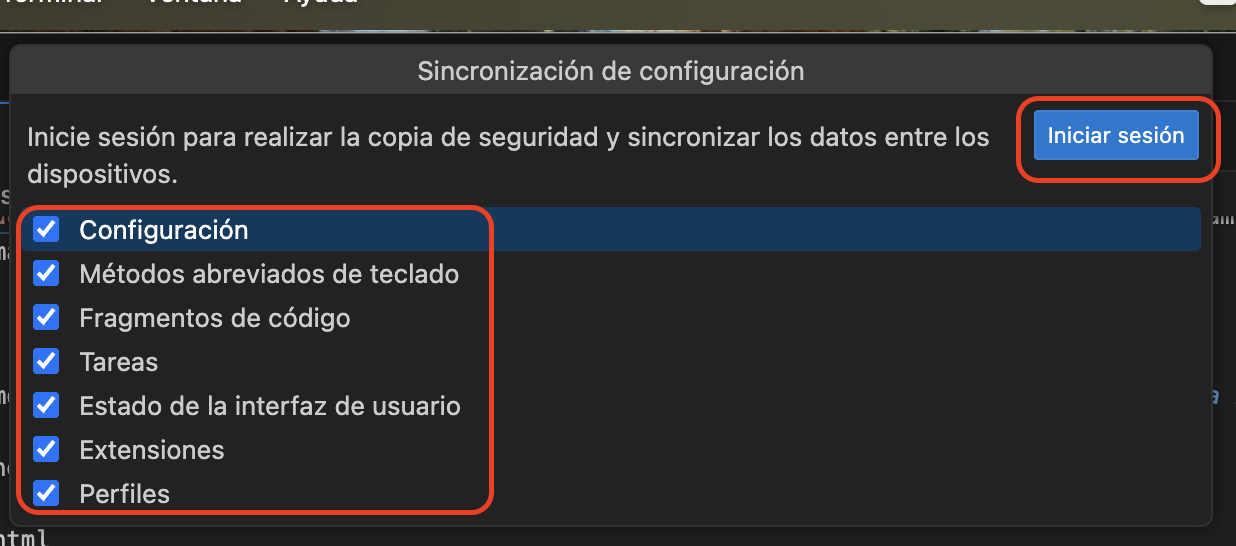 Terminal Ventana Ayuda
Sincronización de configuración
Inicie sesión para realizar la copia de seguridad y sincronizar los datos entre los
dispositivos.
Iniciar sesión
Configuración
Métodos abreviados de teclado
Fragmentos de código
Tareas
Estado de la interfaz de usuario
Extensiones
Perfiles
html